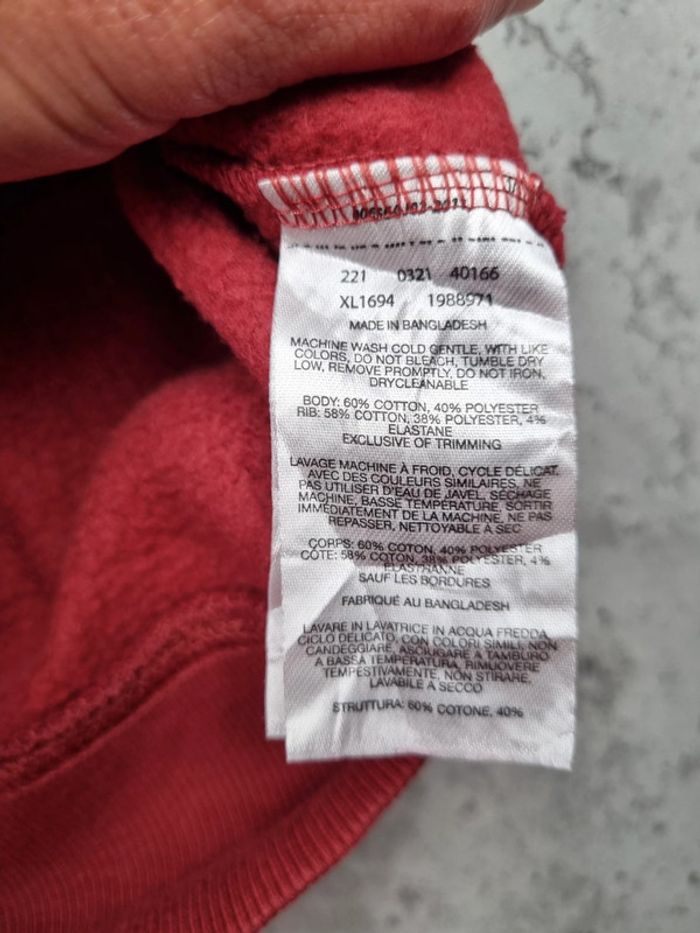 221 0321 40166
XL1694 1988971
MADE IN BANGLADESH
MACHINE WASH COLD GENTLE, WITH LIKE
COLORS, DO NOT BLEACH, TUMBLE DRY
LOW, REMOVE PROMPTLY, DO NOT IRON,
DRYCLEANABLE
BODY: 60% COTTON, 40% POLYESTER
RIB: 58% COTTON, 38% POLYESTER, 4%
ELASTANE
EXCLUSIVE OF TRIMMING
LAVAGE MACHINE À FROID, CYCLE DÉLICAT
AVEC DES COULEURS SIMILAIRES, NE
PAS UTILISER D'EAU DE JAVEL, SÉCHAGE
MACHINE, BASSE TEMPÉRATURE, SORTIR
IMMÉDIATEMENT DE LA MACHINE, NE PAS
REPASSER, NETTOYABLE À SEC
CORPS: 60% COTON, 40% POLYESTER
CÔTE: 58% COTON, 38% POLYESTER, 4%
ÉLASTHANNE
SAUF LES BORDURES
FABRIQUÉ AU BANGLADESH
LAVARE IN LAVATRICE IN ACQUA FREDDA,
CICLO DELICATO, CON COLORI SIMILI, NON
CANDEGGIARE, ASCIUGARE A TAMBURO
A BASSA TEMPERATURA, RIMUOVERE
TEMPESTIVAMENTE, NON STIRARE,
LAVABILE A SECCO
STRUTTURA: 60% COTONE, 40%